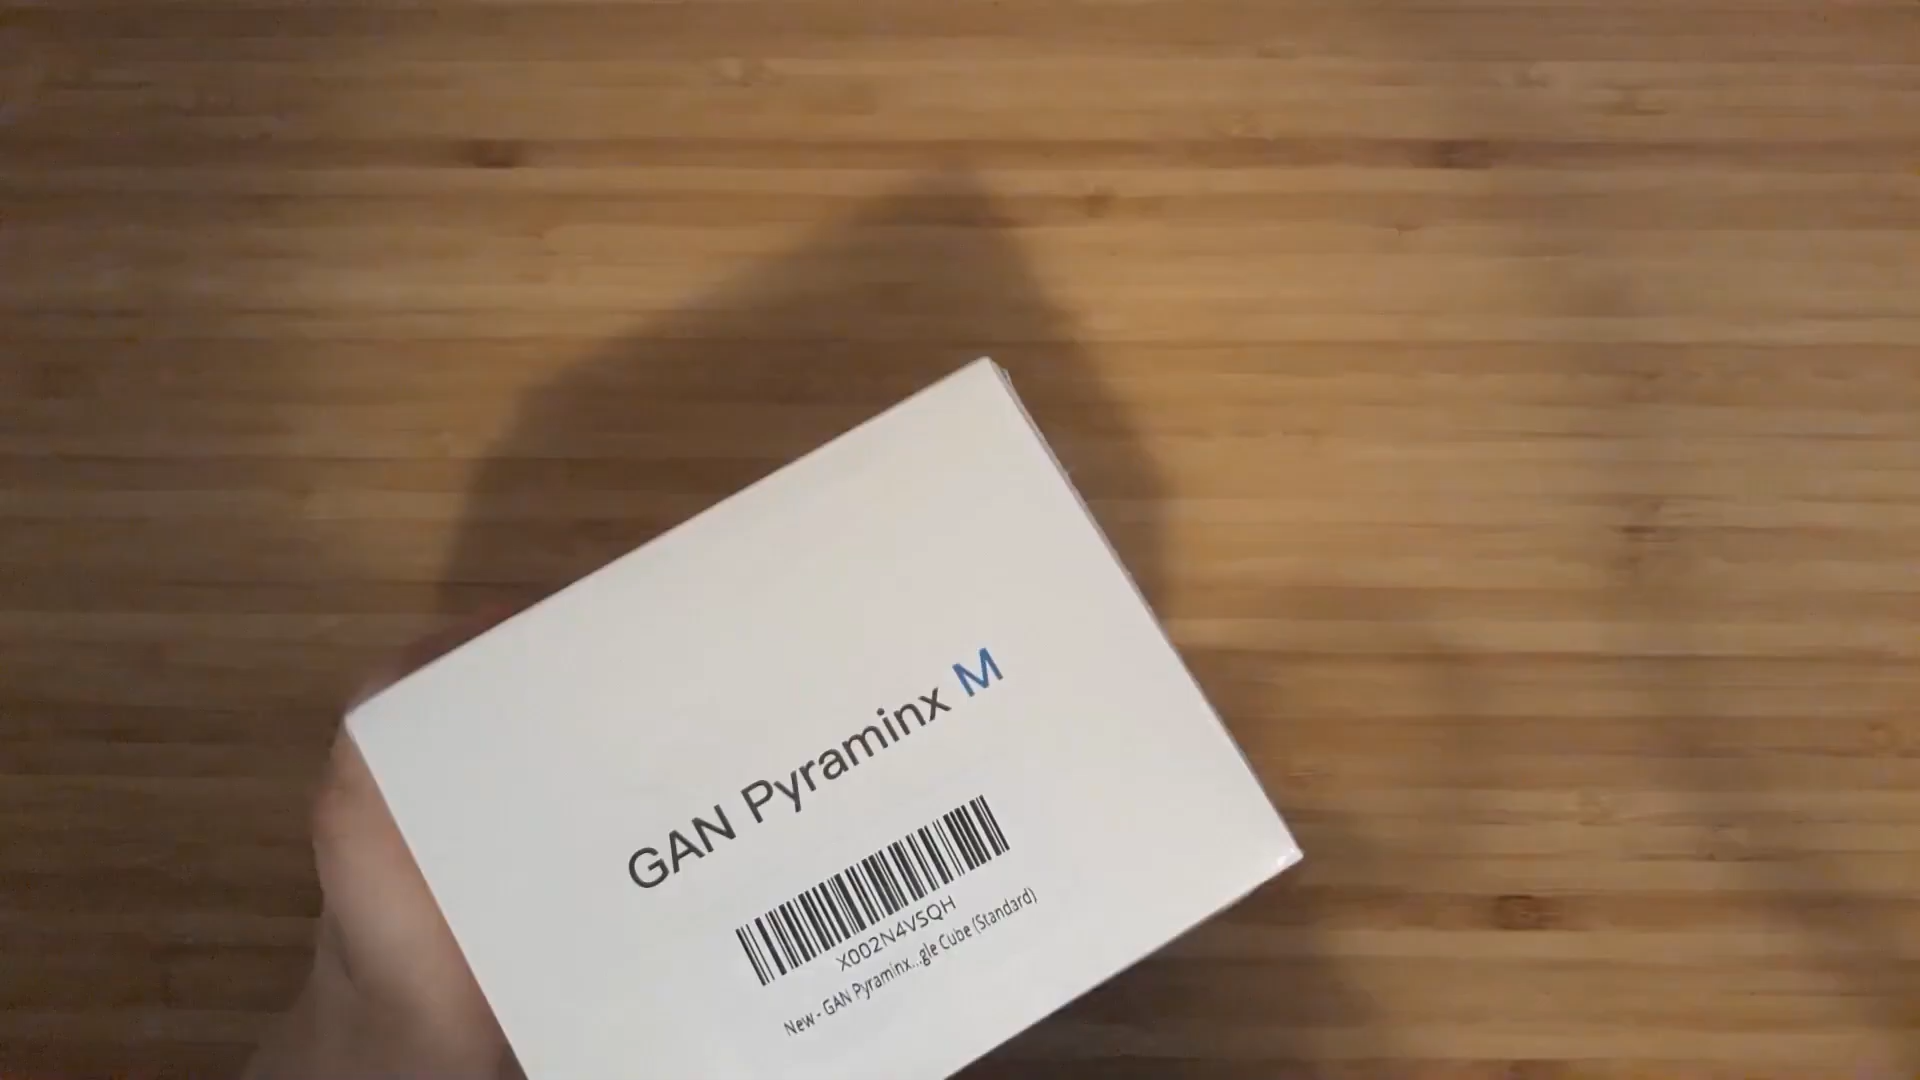 GAN Pyraminx M
X002N4VSQH
New - GAN Pyraminx...gle Cube (Standard)